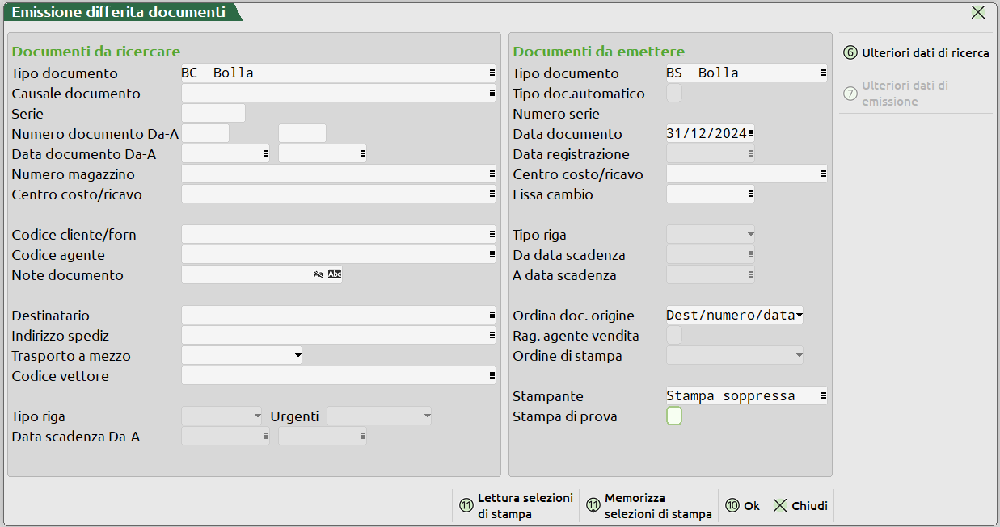 Emissione differita documenti
Documenti da ricercare
Tipo documento BC Bolla
Causale documento
Serie
Numero documento Da-A
Data documento Da-A
Numero magazzino
Centro costo/ricavo
Codice cliente/forn
Codice agente
Note documento Aa Abc
Destinatario
Indirizzo spediz
Trasporto a mezzo
Codice vettore
Tipo riga Urgenti
Data scadenza Da-A
Documenti da emettere
Tipo documento BS Bolla
Tipo doc.automatico
Numero serie
Data documento 31/12/2024
Data registrazione
Centro costo/ricavo
Fissa cambio
Tipo riga
Da data scadenza
A data scadenza
Ordina doc. origine Dest/numero/data
Rag. agente vendita
Ordine di stampa
Stampante Stampa soppressa
Stampa di prova
6 Ulteriori dati di ricerca
7 Ulteriori dati di
emissione
11 Lettura selezioni
di stampa
11 Memorizza
selezioni di stampa
10 Ok
Chiudi